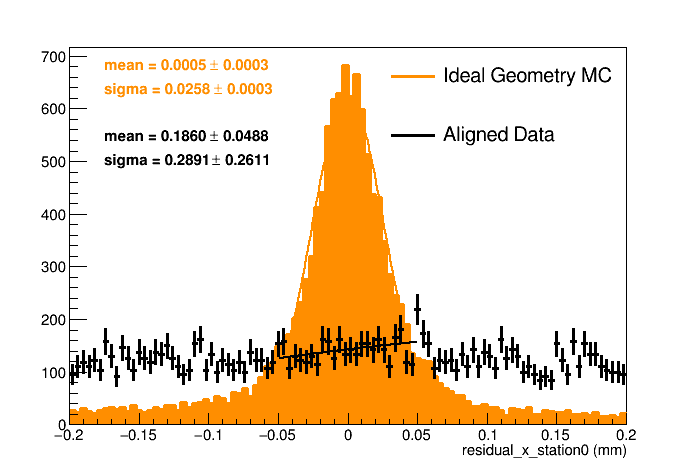 700
600
500
400
300
200
100
0
mean = 0.0005 ± 0.0003
sigma = 0.0258 ± 0.0003
mean = 0.1860 ± 0.0488
sigma = 0.2891 ± 0.2611
Ideal Geometry MC
Aligned Data
−0.2 −0.15 −0.1 −0.05 0 0.05 0.1 0.15 0.2
residual_x_station0 (mm)